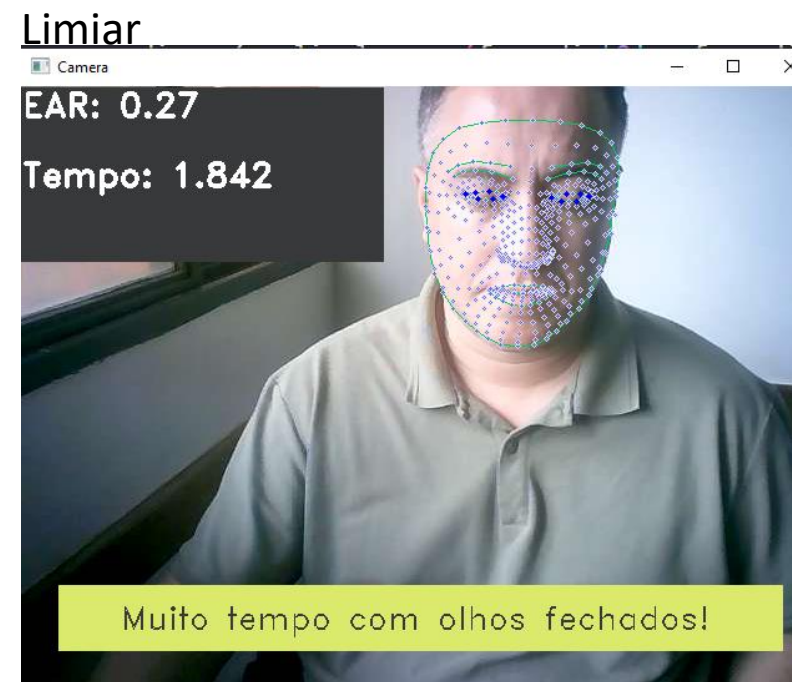 Limiar
Camera
EAR: 0.27
Tempo: 1.842
Muito tempo com olhos fechados!